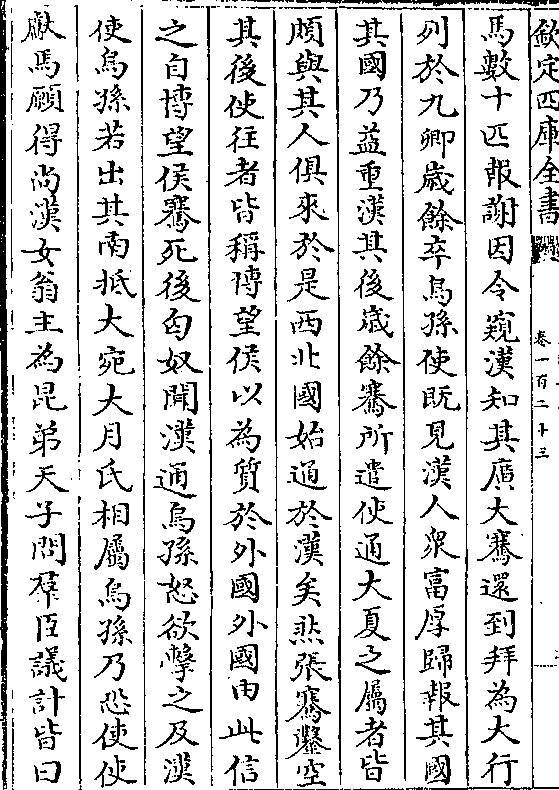 欽定四庫全書
卷一百二十三
馬數十匹報謝因令窺漢知其廣大騫還到拜為大行
列於九卿歲餘卒烏孫使既見漢人衆富厚歸報其國
其國乃益重漢其後歲餘騫所遣使通大夏之屬者皆
頗與其人俱來於是西北國始通於漢矣然張騫鑿空
其後使往者皆稱博望侯以為質於外國外國由此信
之自博望侯騫死後匈奴聞漢通烏孫怒欲擊之及漢
使烏孫若出其南抵大宛大月氏相屬烏孫乃恐使使
獻馬願得尚漢女翁主為昆弟天子問羣臣議計皆曰